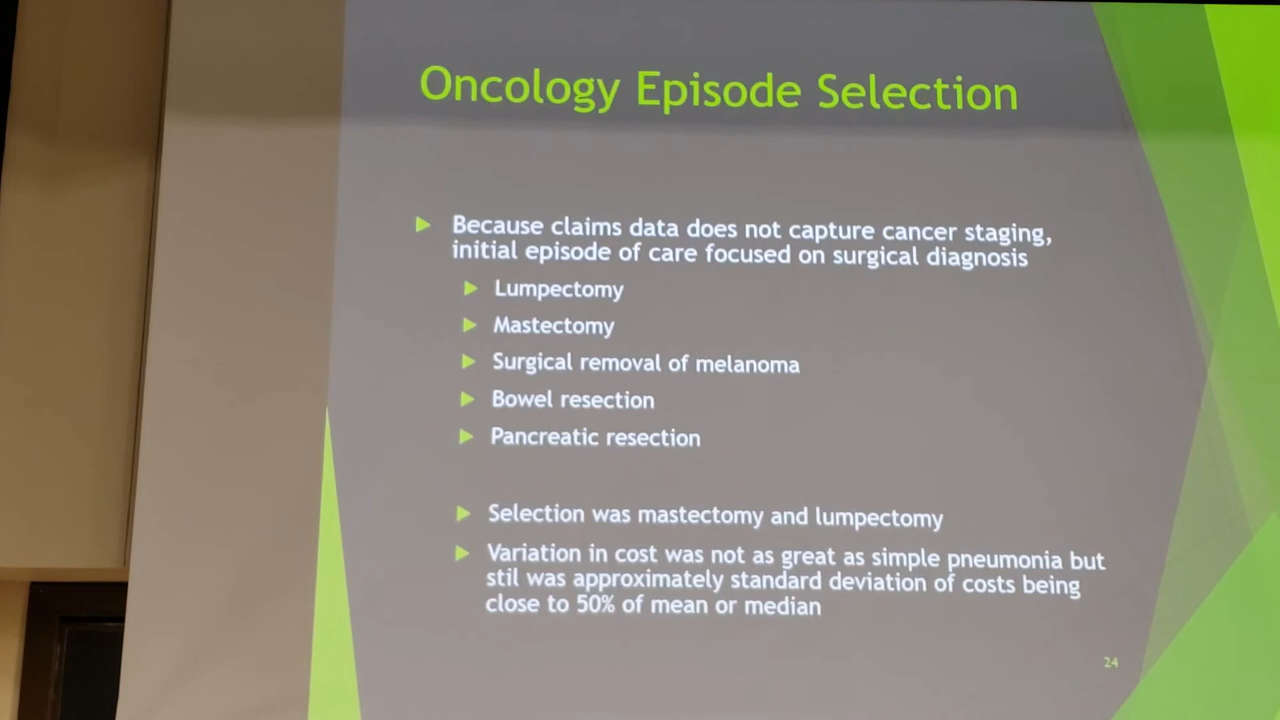 Oncology Episode Selection
Because claims data does not capture cancer staging,
initial episode of care focused on surgical diagnosis
Lumpectomy
Mastectomy
Surgical removal of melanoma
Bowel resection
Pancreatic resection
Selection was mastectomy and lumpectomy
Variation in cost was not as great as simple pneumonia but
stil was approximately standard deviation of costs being
close to 50% of mean or median
24